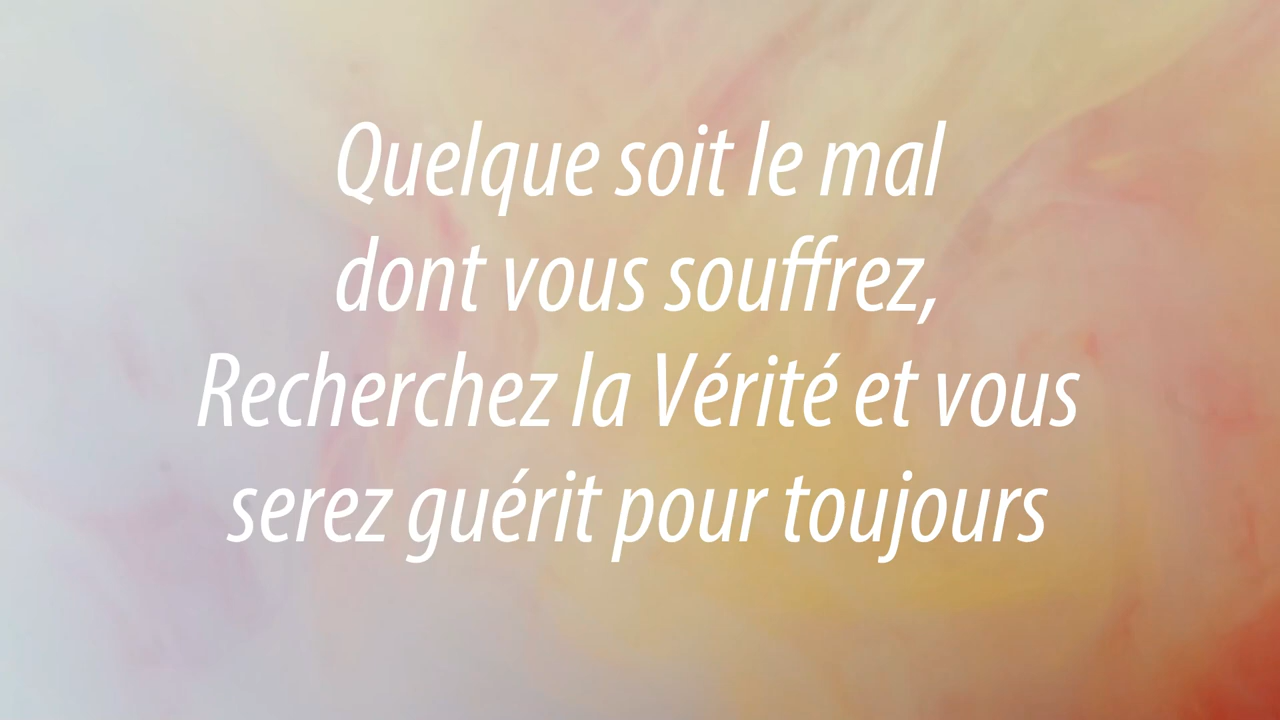 Quelque soit le mal
dont vous souffrez,
Recherchez la Vérité et vous
serez guérit pour toujours